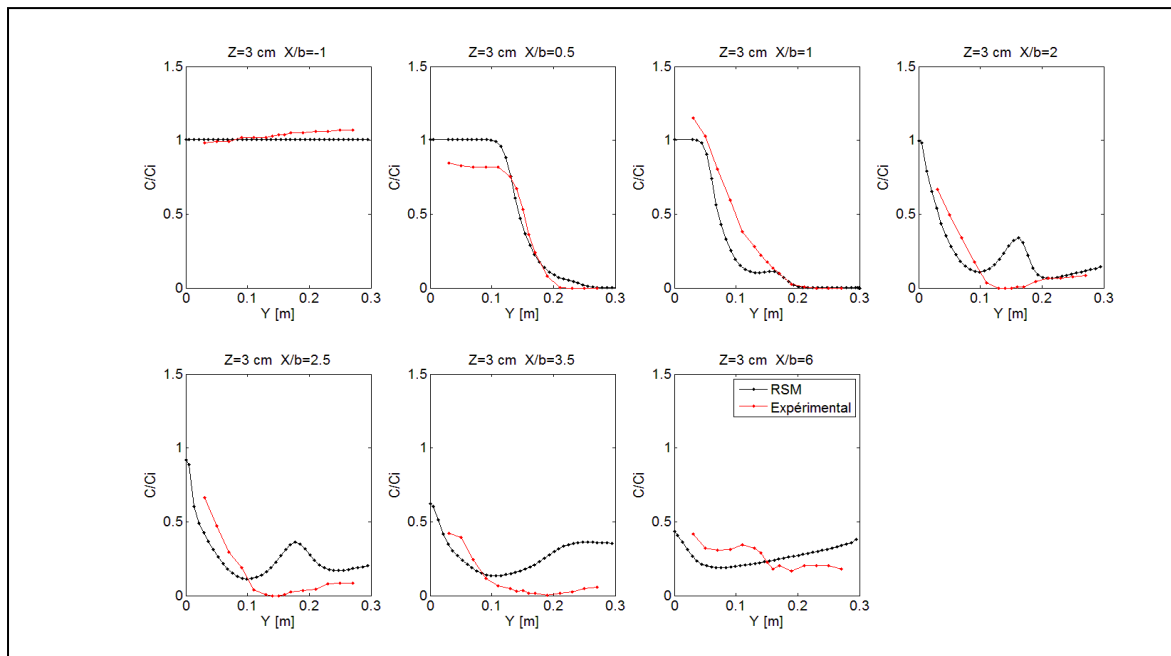 Z=3 cm X/b=-1
1.5
1
0.5
0
C/Ci
0 0.1 0.2 0.3
Y [m]
Z=3 cm X/b=0.5
1.5
1
0.5
0
C/Ci
0 0.1 0.2 0.3
Y [m]
Z=3 cm X/b=1
1.5
1
0.5
0
C/Ci
0 0.1 0.2 0.3
Y [m]
Z=3 cm X/b=2
1.5
1
0.5
0
C/Ci
0 0.1 0.2 0.3
Y [m]
Z=3 cm X/b=2.5
1.5
1
0.5
0
C/Ci
0 0.1 0.2 0.3
Y [m]
Z=3 cm X/b=3.5
1.5
1
0.5
0
C/Ci
0 0.1 0.2 0.3
Y [m]
Z=3 cm X/b=6
1.5
1
0.5
0
C/Ci
RSM
Expérimental
0 0.1 0.2 0.3
Y [m]